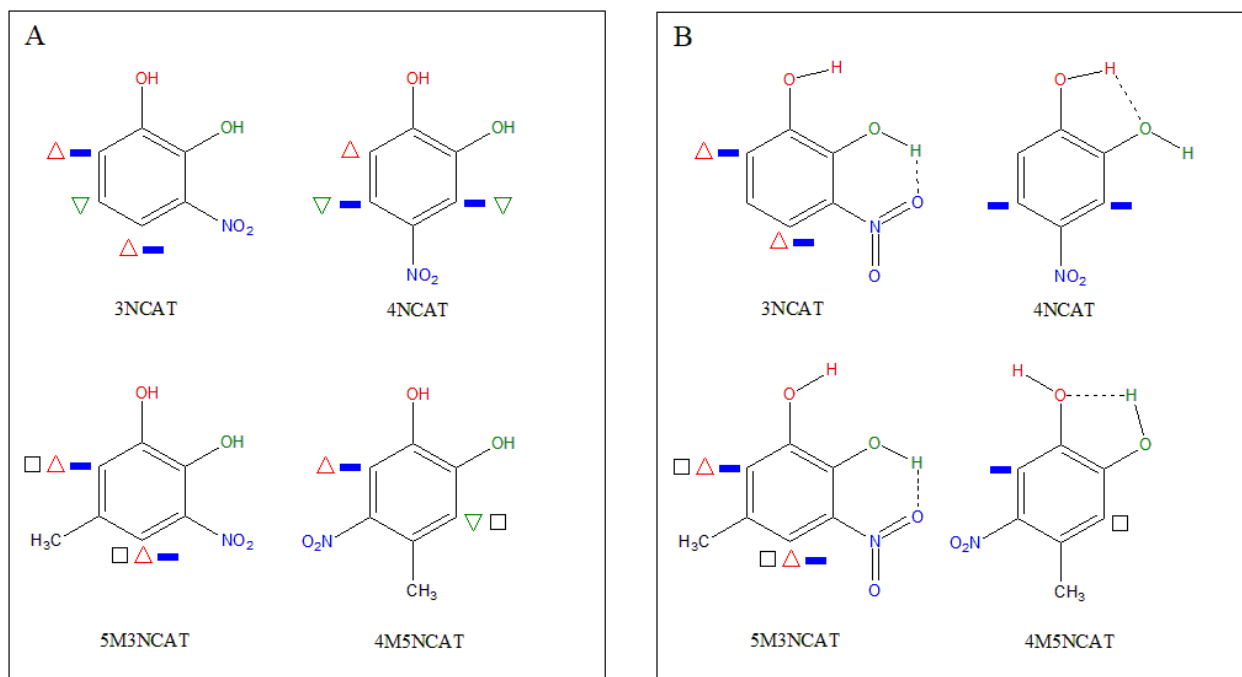 A
OH
OH
NO2
3NCAT
OH
OH
NO2
4NCAT
OH
OH
H3C
NO2
5M3NCAT
OH
OH
O2N
CH3
4M5NCAT
B
O H
O
H
O
N
O
3NCAT
O H
O
H
NO2
4NCAT
O H
O
H
O
H3C
N
O
5M3NCAT
H
O
H
O
O2N
CH3
4M5NCAT